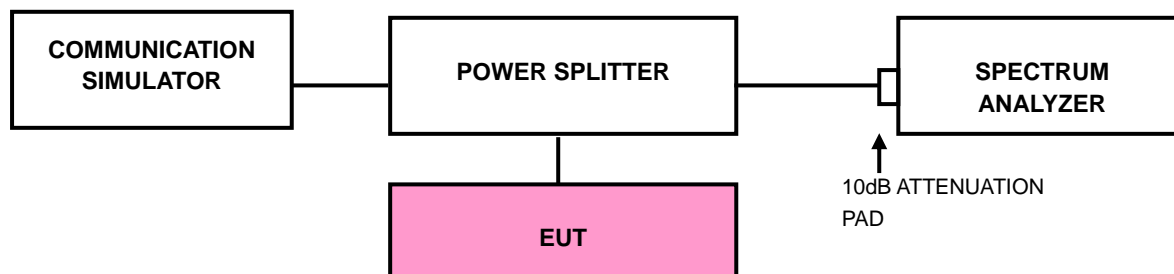 COMMUNICATION
SIMULATOR
POWER SPLITTER
SPECTRUM
ANALYZER
10dB ATTENUATION
PAD
EUT